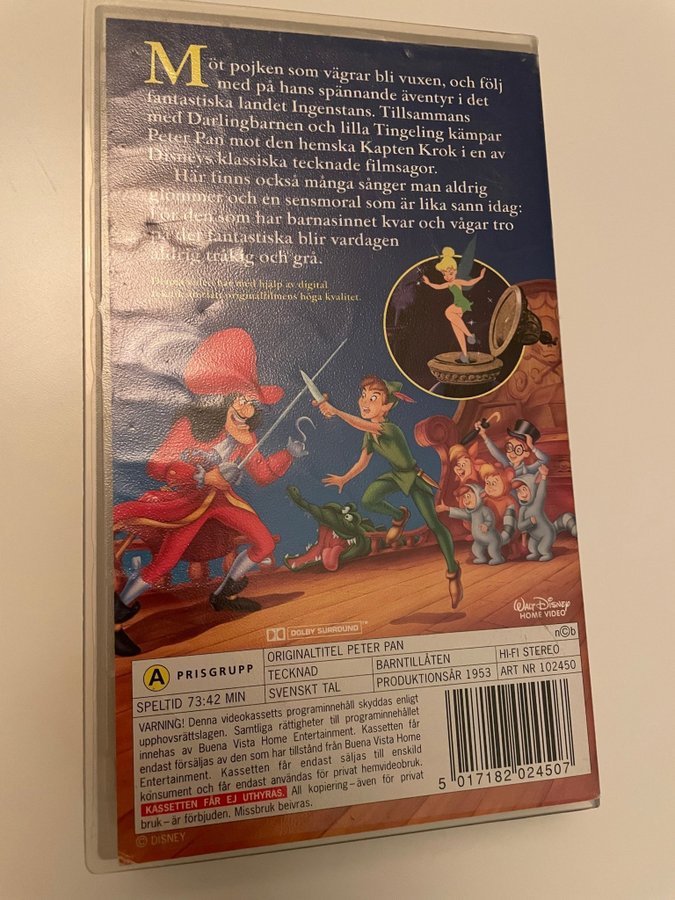 Möt pojken som vägrar bli vuxen, och följ
med på hans spännande äventyr i det
fantastiska landet Ingenstans. Tillsammans
med Darlingbarnen och lilla Tingeling kämpar
Peter Pan mot den hemska Kapten Krok i en av
Disneys klassiska tecknade filmsagor.
Här finns också många sånger man aldrig
glömmer och en sensmoral som är lika sann idag:
För den som har barnasinnet kvar och vågar tro
på det fantastiska blir vardagen
aldrig tråkig och grå.
med hjälp av digital
originalfilmens höga kvalitet.
WALT DISNEY
HOME VIDEO
DOLBY SURROUND™
n©b
A PRISGRUPP
ORIGINALTITEL PETER PAN
TECKNAD
BARNTILLÅTEN
HI-FI STEREO
SPELTID 73:42 MIN
SVENSKT TAL
PRODUKTIONSÅR 1953
ART NR 102450
VARNING! Denna videokassetts programinnehåll skyddas enligt
upphovsrättslagen. Samtliga rättigheter till programinnehållet
innehas av Buena Vista Home Entertainment. Kassetten får
endast försäljas av den som har tillstånd från Buena Vista Home
Entertainment. Kassetten får endast säljas till enskild
konsument och får endast användas för privat hemvideobruk.
KASSETTEN FÅR EJ UTHYRAS. All kopiering – även för privat
bruk – är förbjuden. Missbruk beivras.
5 017182 024507
© DISNEY